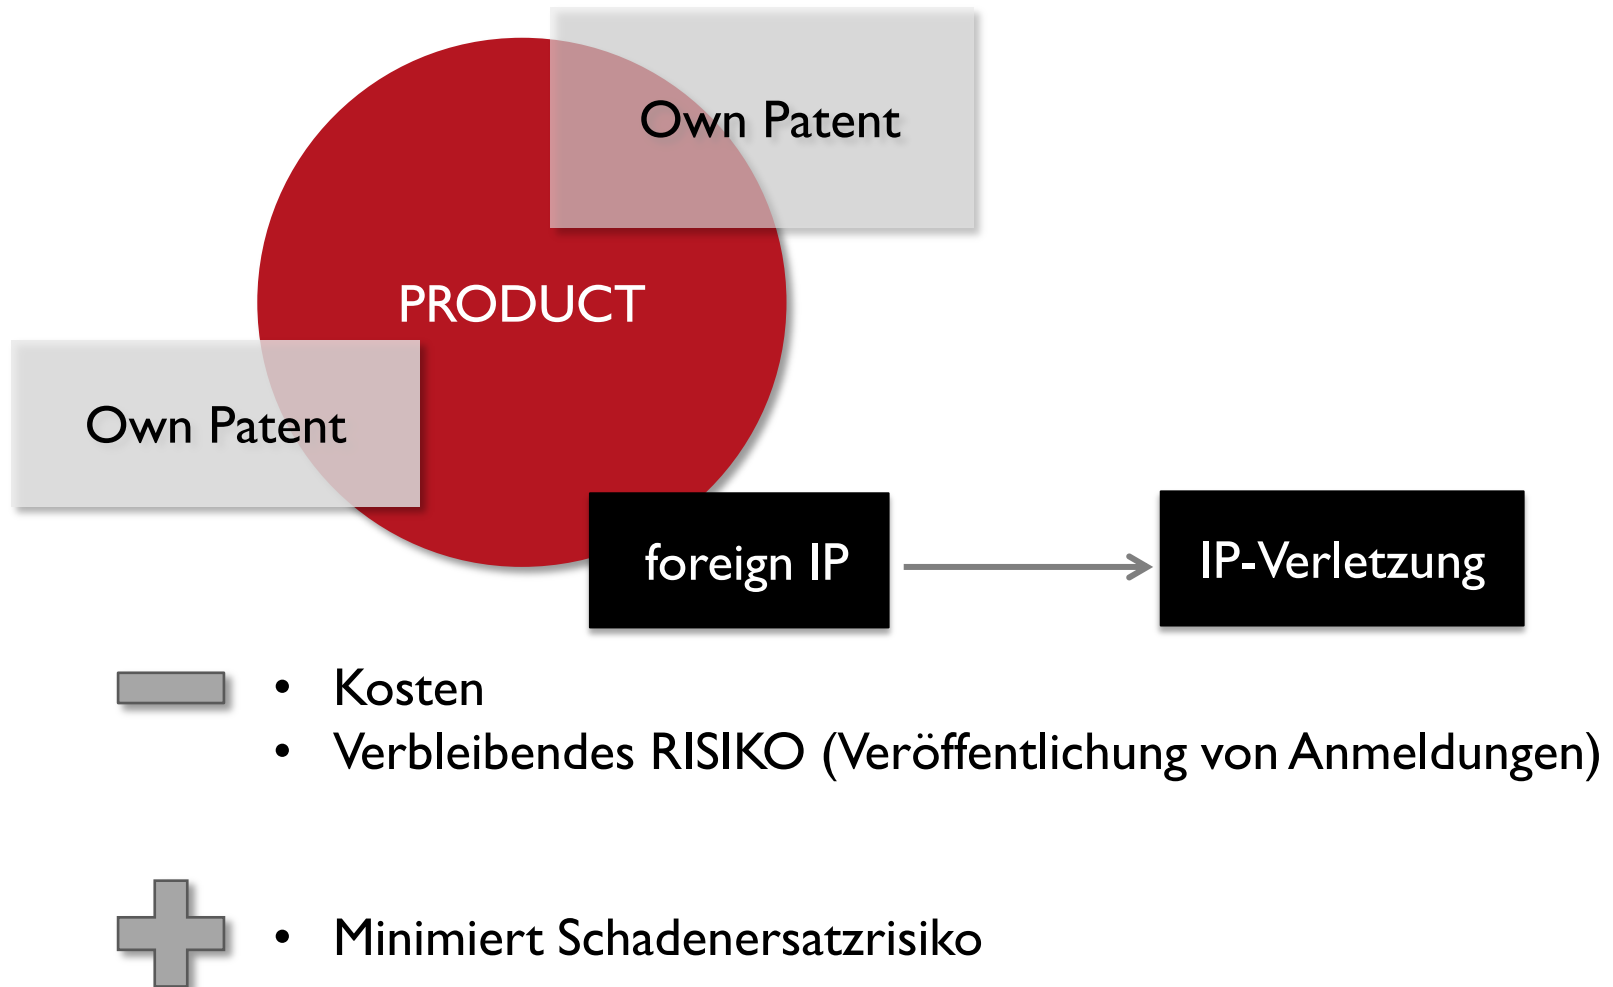 Own Patent
PRODUCT
Own Patent
foreign IP
IP-Verletzung
• Kosten
• Verbleibendes RISIKO (Veröffentlichung von Anmeldungen)
• Minimiert Schadenersatzrisiko